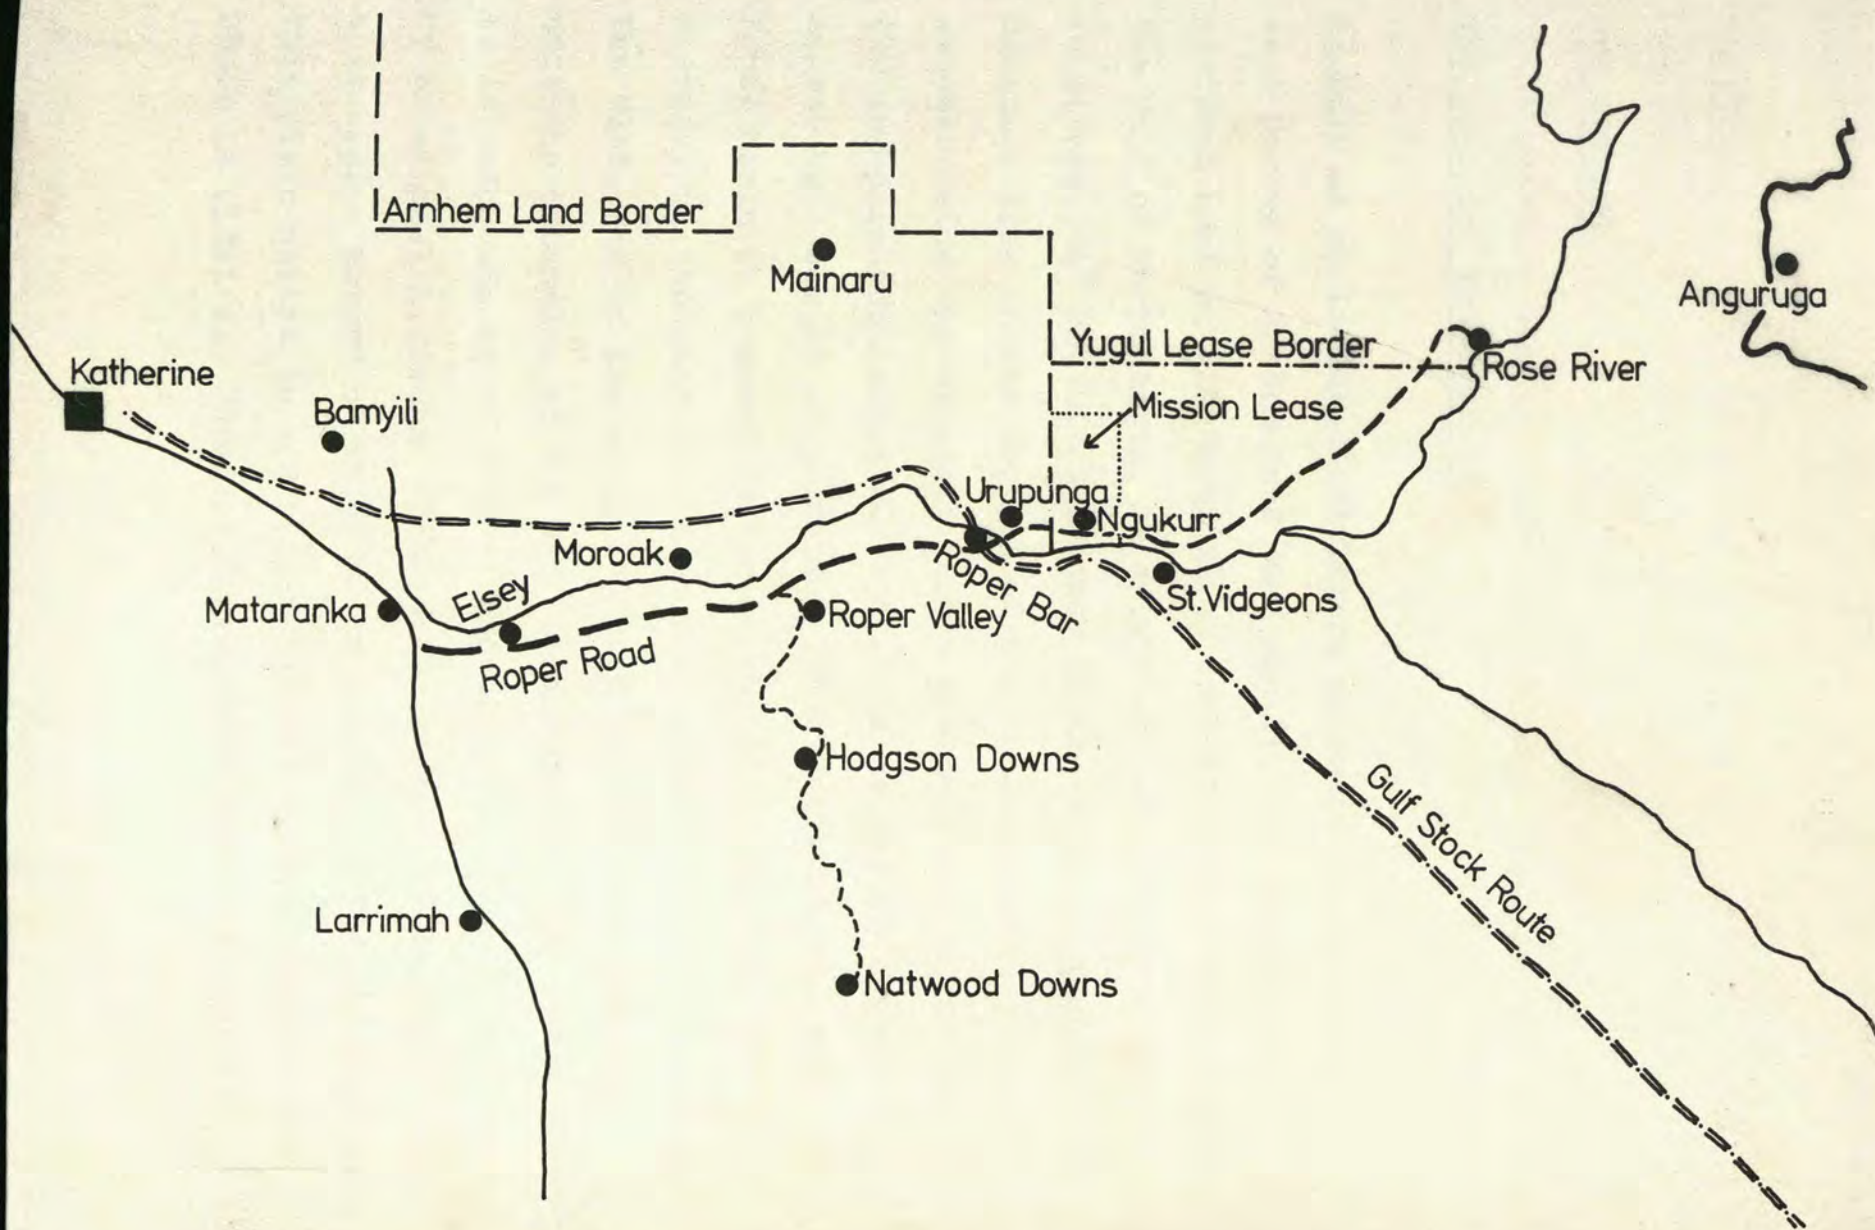 Arnhem Land Border
Mainaru
Anguruga
Yugul Lease Border
Rose River
Katherine
Bamyili
Mission Lease
Urupunga
Ngukurr
Moroak
Roper Bar
Elsey
Mataranka
St.Vidgeons
Roper Valley
Roper Road
Hodgson Downs
Gulf Stock Route
Larrimah
Natwood Downs